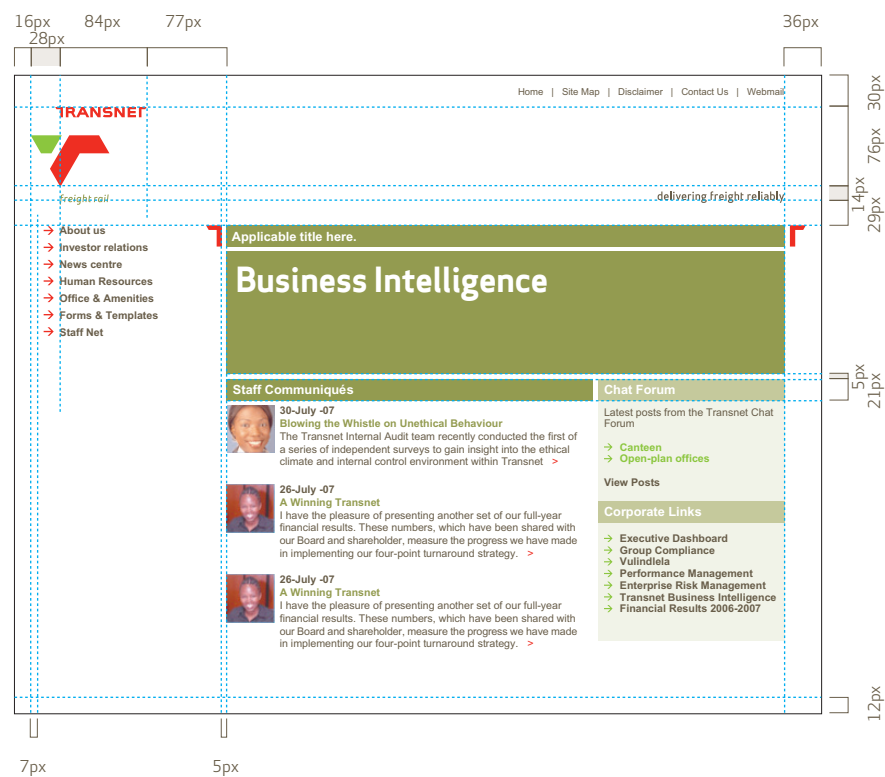 16px 84px 77px 36px
28px
Home | Site Map | Disclaimer | Contact Us | Webmail
30px
TRANSNET
76px
freight rail
delivering freight reliably
14px
29px
About us
Investor relations
News centre
Human Resources
Office & Amenities
Forms & Templates
Staff Net
Applicable title here.
Business Intelligence
5px
21px
Staff Communiqués
30-July -07
Blowing the Whistle on Unethical Behaviour
The Transnet Internal Audit team recently conducted the first of
a series of independent surveys to gain insight into the ethical
climate and internal control environment within Transnet >
26-July -07
A Winning Transnet
I have the pleasure of presenting another set of our full-year
financial results. These numbers, which have been shared with
our Board and shareholder, measure the progress we have made
in implementing our four-point turnaround strategy. >
26-July -07
A Winning Transnet
I have the pleasure of presenting another set of our full-year
financial results. These numbers, which have been shared with
our Board and shareholder, measure the progress we have made
in implementing our four-point turnaround strategy. >
Chat Forum
Latest posts from the Transnet Chat
Forum
Canteen
Open-plan offices
View Posts
Corporate Links
Executive Dashboard
Group Compliance
Vulindlela
Performance Management
Enterprise Risk Management
Transnet Business Intelligence
Financial Results 2006-2007
12px
7px 5px